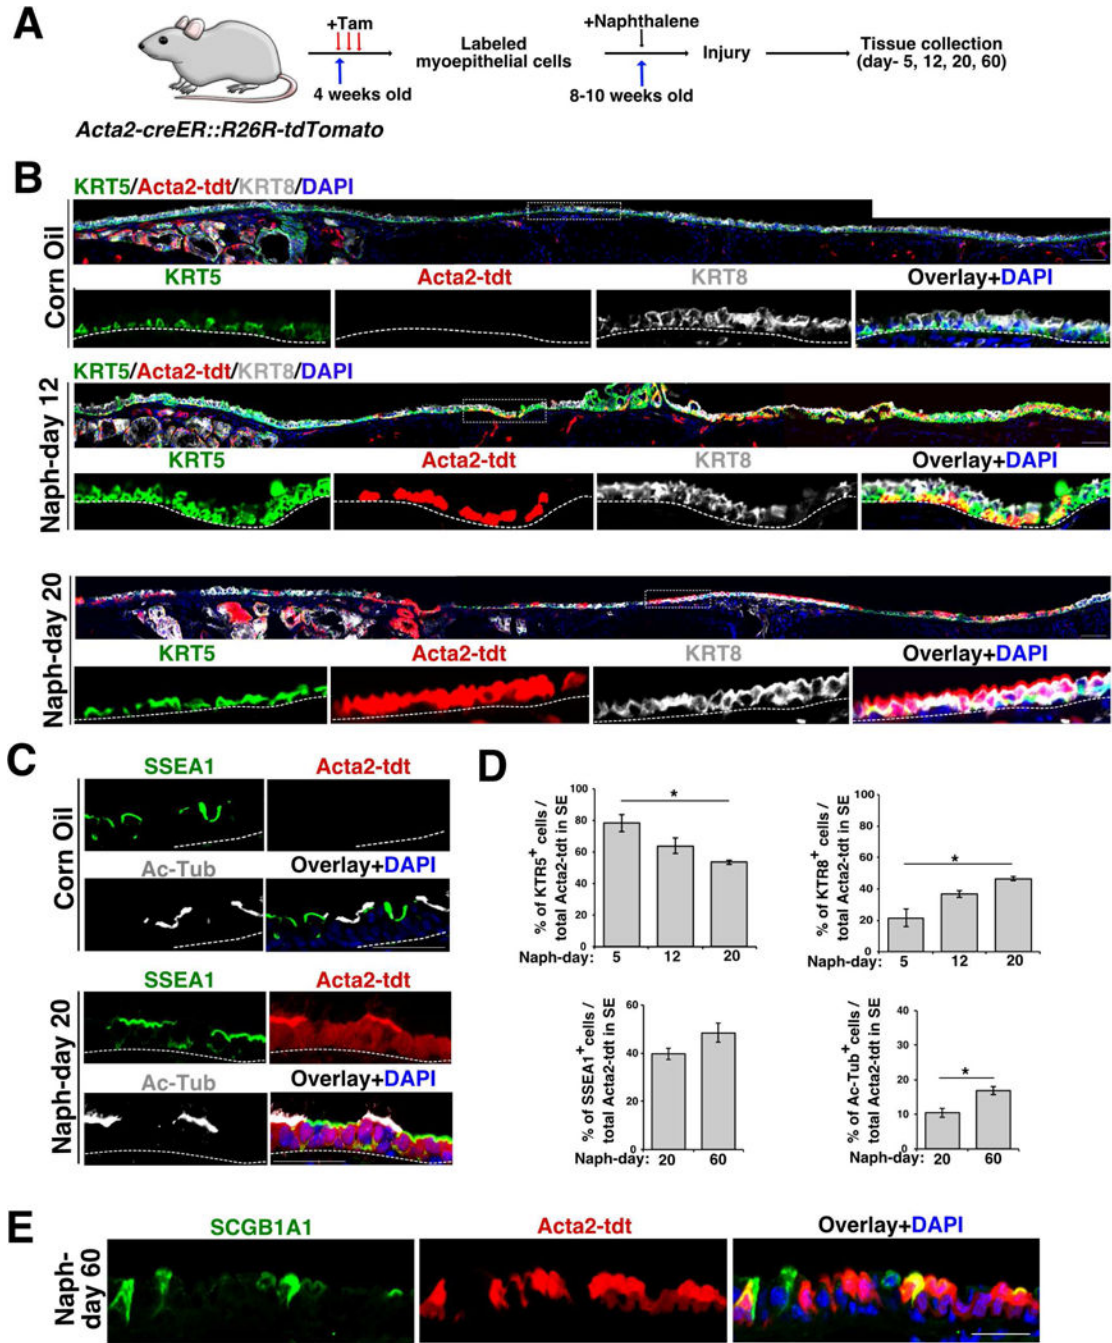 A
+Tam
+Naphthalene
Labeled
myoepithelial cells
Injury
Tissue collection
(day- 5, 12, 20, 60)
4 weeks old
8-10 weeks old
Acta2-creER::R26R-tdTomato
B
KRT5/Acta2-tdt/KRT8/DAPI
Corn Oil
KRT5
Acta2-tdt
KRT8
Overlay+DAPI
KRT5/Acta2-tdt/KRT8/DAPI
Naph-day 12
KRT5
Acta2-tdt
KRT8
Overlay+DAPI
Naph-day 20
KRT5
Acta2-tdt
KRT8
Overlay+DAPI
C
Corn Oil
SSEA1
Acta2-tdt
Ac-Tub
Overlay+DAPI
Naph-day 20
SSEA1
Acta2-tdt
Ac-Tub
Overlay+DAPI
D
% of KTR5+ cells /
total Acta2-tdt in SE
100
80
60
40
20
0
*
Naph-day: 5 12 20
% of KTR8+ cells /
total Acta2-tdt in SE
100
80
60
40
20
0
*
Naph-day: 5 12 20
% of SSEA1+cells /
total Acta2-tdt in SE
60
40
20
0
Naph-day: 20 60
% of Ac-Tub+cells /
total Acta2-tdt in SE
40
30
20
10
0
*
Naph-day: 20 60
E
Naph-
day 60
SCGB1A1
Acta2-tdt
Overlay+DAPI